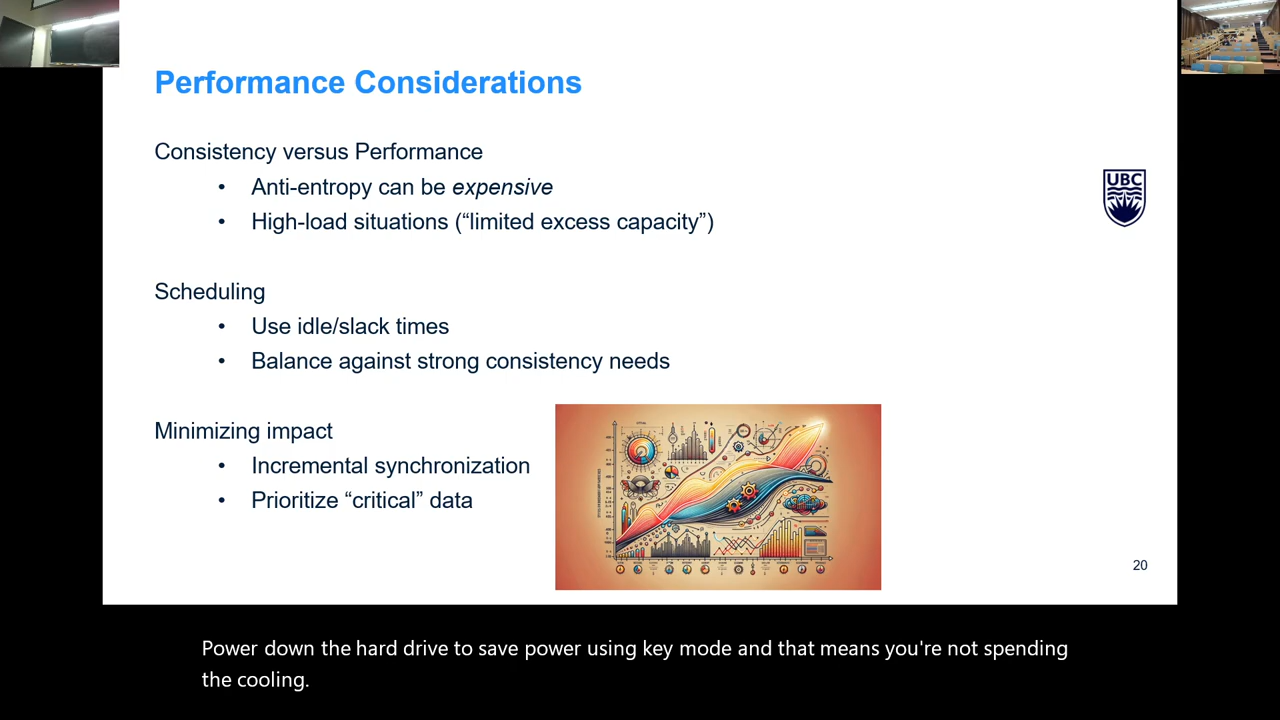 Performance Considerations
Consistency versus Performance
• Anti-entropy can be expensive
• High-load situations (“limited excess capacity”)
UBC
Scheduling
• Use idle/slack times
• Balance against strong consistency needs
Minimizing impact
• Incremental synchronization
• Prioritize “critical” data
20
Power down the hard drive to save power using key mode and that means you're not spending
the cooling.